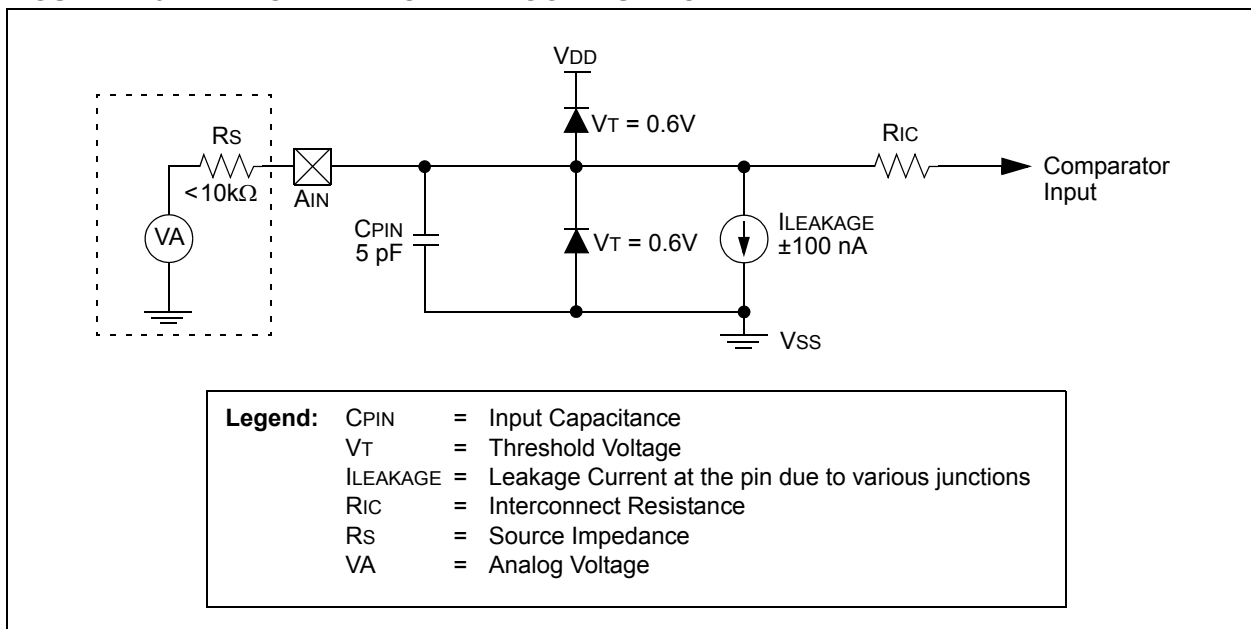 VDD
VT = 0.6V
RIC
RS
<10kΩ
AIN
Comparator
Input
VA
CPIN
5 pF
VT = 0.6V
ILEAKAGE
±100 nA
VSS
Legend: CPIN = Input Capacitance
VT = Threshold Voltage
ILEAKAGE = Leakage Current at the pin due to various junctions
RIC = Interconnect Resistance
RS = Source Impedance
VA = Analog Voltage